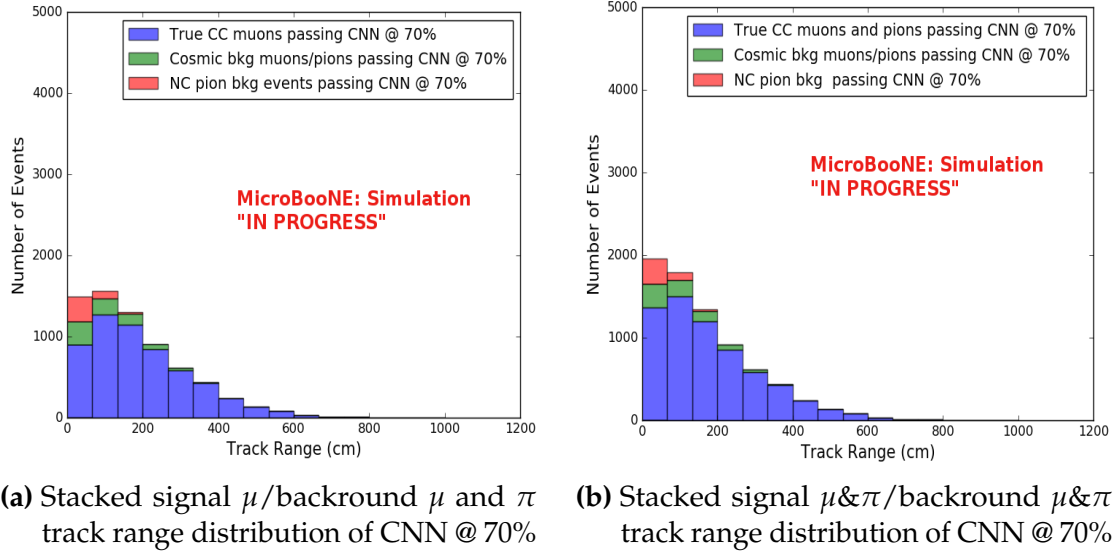 5000
4000
3000
2000
1000
0
Number of Events
True CC muons passing CNN @ 70%
Cosmic bkg muons/pions passing CNN @ 70%
NC pion bkg events passing CNN @ 70%
MicroBooNE: Simulation
"IN PROGRESS"
0 200 400 600 800 1000 1200
Track Range (cm)
(a) Stacked signal μ/backround μ and π
track range distribution of CNN @ 70%
5000
4000
3000
2000
1000
0
Number of Events
True CC muons and pions passing CNN @ 70%
Cosmic bkg muons/pions passing CNN @ 70%
NC pion bkg passing CNN @ 70%
MicroBooNE: Simulation
"IN PROGRESS"
0 200 400 600 800 1000 1200
Track Range (cm)
(b) Stacked signal μ&π/backround μ&π
track range distribution of CNN @ 70%